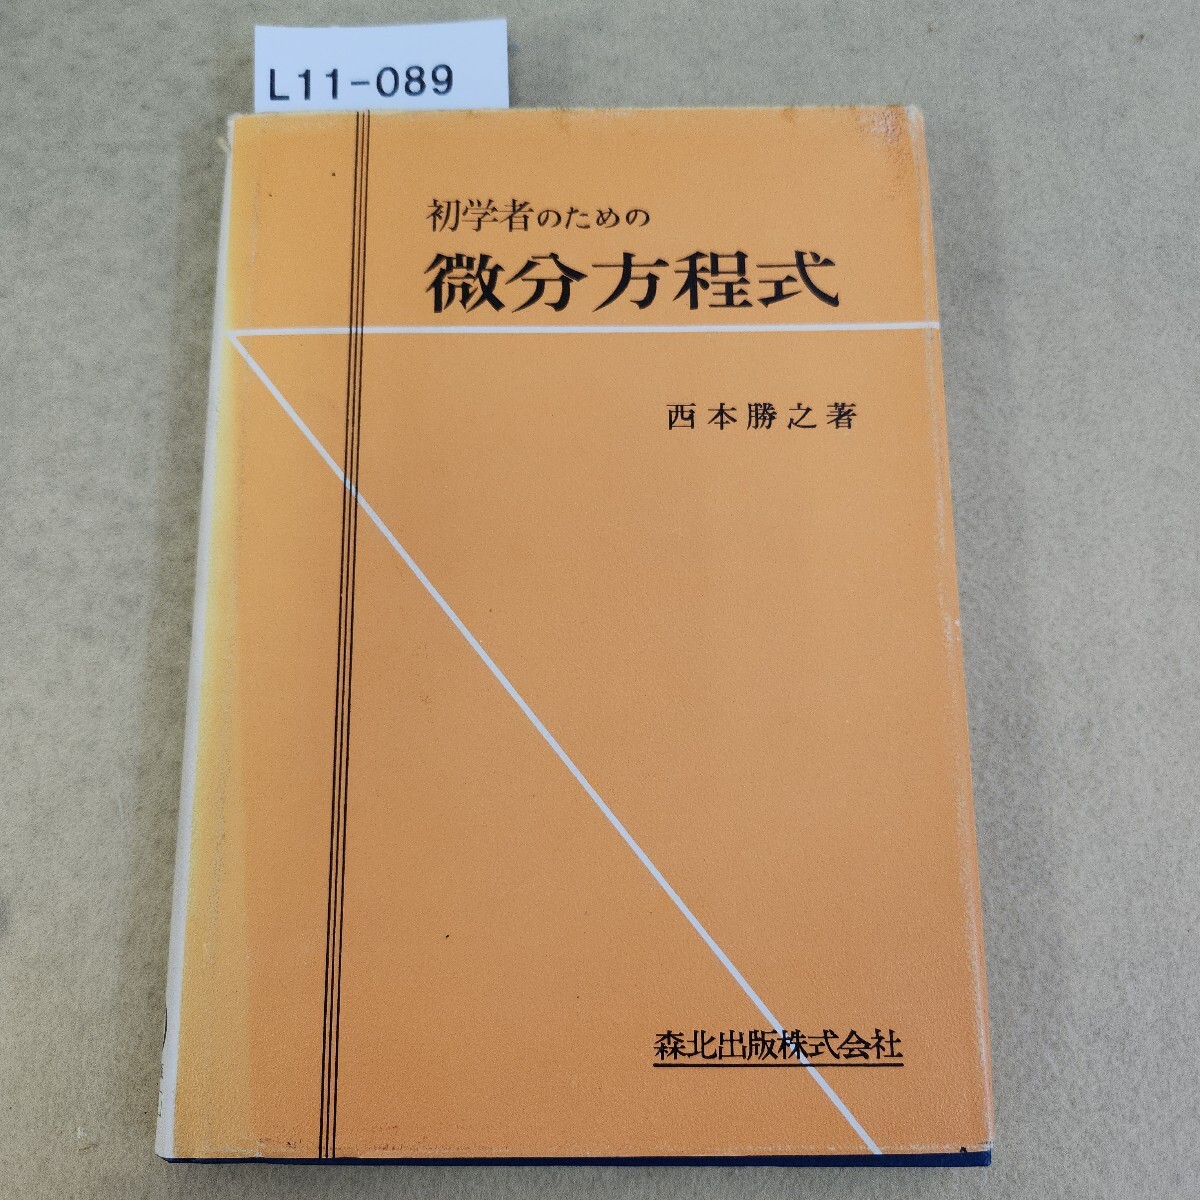 L11-089
初学者のための
微分方程式
西本勝之著
森北出版株式会社